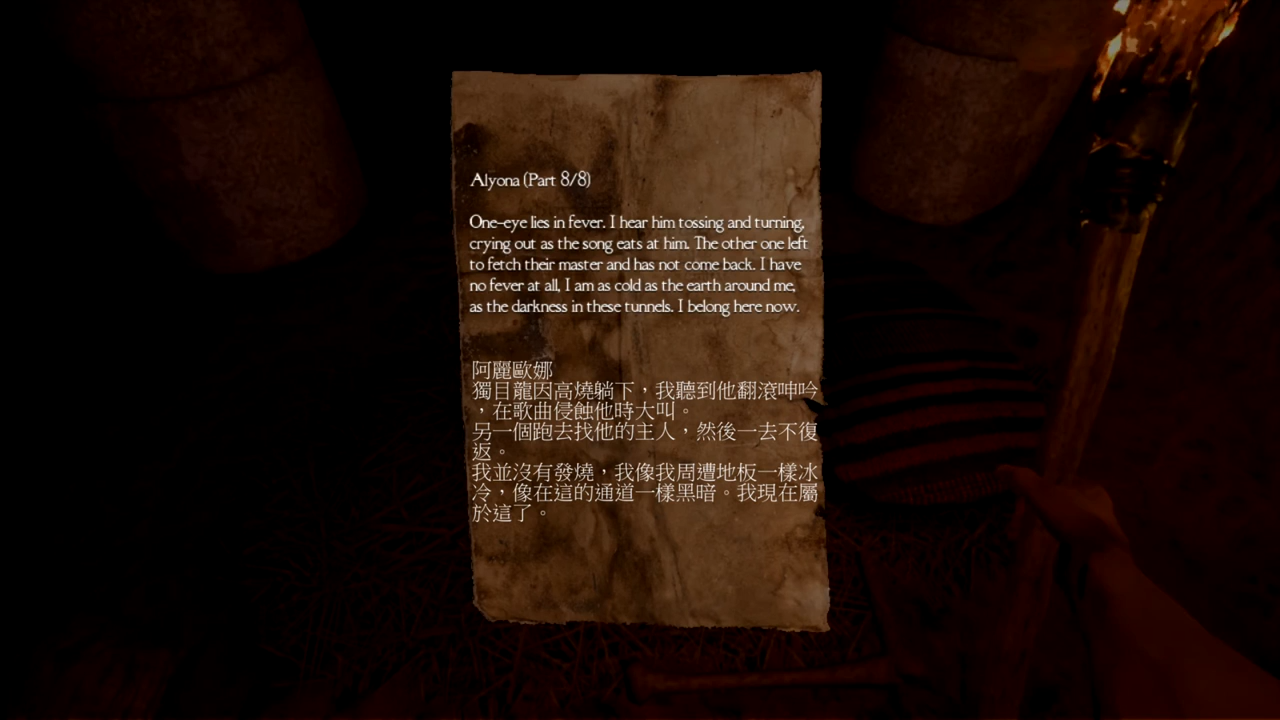 Alyona (Part 8/8)
One-eye lies in fever. I hear him tossing and turning,
crying out as the song eats at him. The other one left
to fetch their master and has not come back. I have
no fever at all, I am as cold as the earth around me,
as the darkness in these tunnels. I belong here now.
阿麗歐娜
獨目龍因高燒躺下，我聽到他翻滾呻吟
，在歌曲侵蝕他時大叫。
另一個跑去找他的主人，然後一去不復
返。
我並沒有發燒，我像我周遭地板一樣冰
冷，像在這的通道一樣黑暗。我現在屬
於這了。